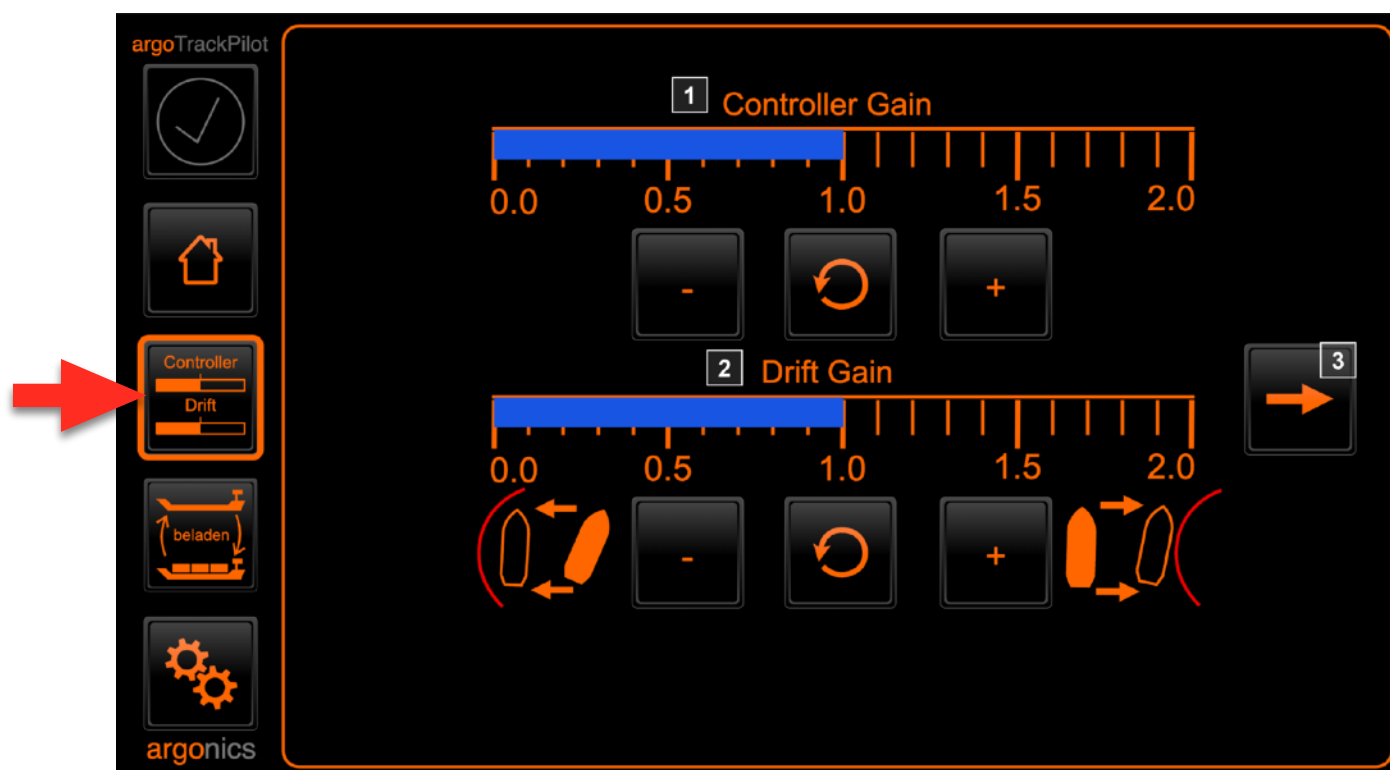 argoTrackPilot
1 Controller Gain
0.0 0.5 1.0 1.5 2.0
- +
Controller
Drift
2 Drift Gain
3
0.0 0.5 1.0 1.5 2.0
- +
beladen
argonics